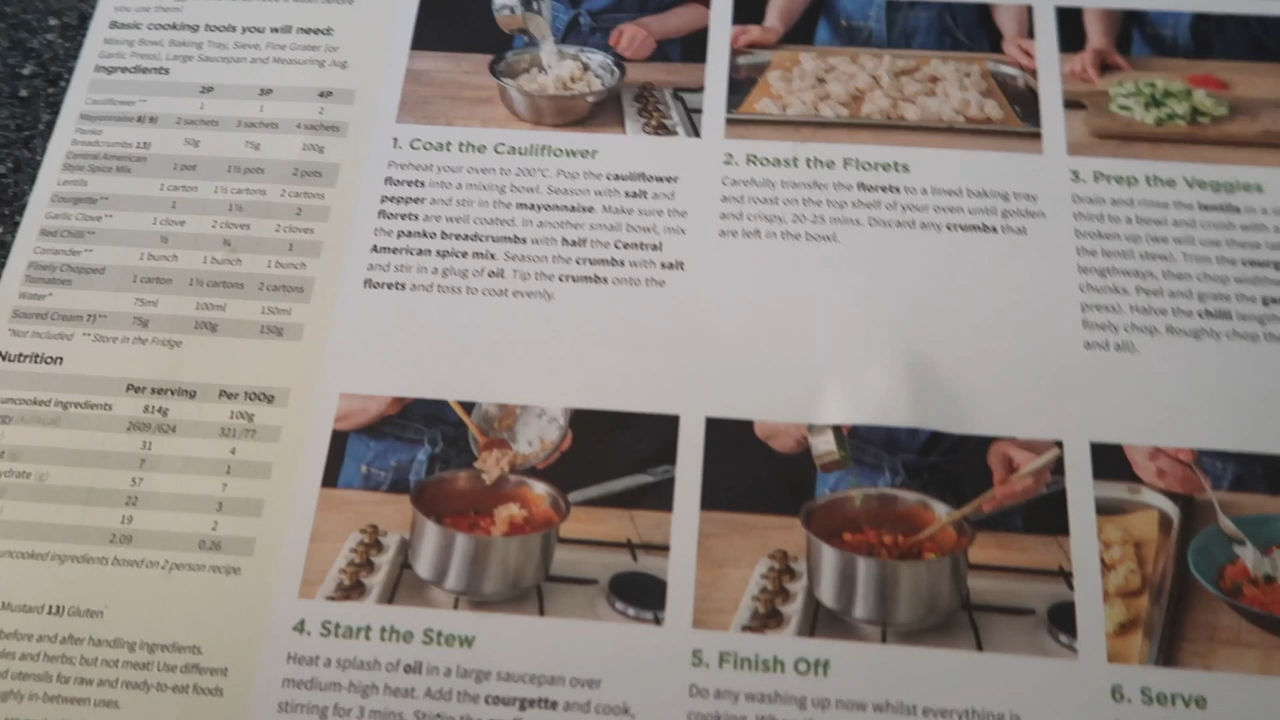 you use them!
Basic cooking tools you will need:
Mixing Bowl, Baking Tray, Sieve, Fine Grater (or
Garlic Press), Large Saucepan and Measuring Jug.
Ingredients
2P 3P 4P
Cauliflower** 1 1 2
Mayonnaise 8) 9) 2 sachets 3 sachets 4 sachets
Panko
Breadcrumbs 13) 50g 75g 100g
Central American
Style Spice Mix 1 pot 1½ pots 2 pots
Lentils 1 carton 1½ cartons 2 cartons
Courgette** 1 1½ 2
Garlic Clove** 1 clove 2 cloves 2 cloves
Red Chilli** ½ ¾ 1
Coriander** 1 bunch 1 bunch 1 bunch
Finely Chopped
Tomatoes 1 carton 1½ cartons 2 cartons
Water* 75ml 100ml 150ml
Soured Cream 7)** 75g 100g 150g
*Not Included ** Store in the Fridge
Nutrition
Per serving Per 100g
uncooked ingredients 814g 100g
2609/624 321/77
31 4
7 1
57 7
22 3
19 2
2.09 0.26
uncooked ingredients based on 2 person recipe.
Mustard 13) Gluten
before and after handling ingredients.
and herbs; but not meat! Use different
utensils for raw and ready-to-eat foods
in-between uses.
1. Coat the Cauliflower
Preheat your oven to 200°C. Pop the cauliflower
florets into a mixing bowl. Season with salt and
pepper and stir in the mayonnaise. Make sure the
florets are well coated. In another small bowl, mix
the panko breadcrumbs with half the Central
American spice mix. Season the crumbs with salt
and stir in a glug of oil. Tip the crumbs onto the
florets and toss to coat evenly.
2. Roast the Florets
Carefully transfer the florets to a lined baking tray
and roast on the top shelf of your oven until golden
and crispy, 20-25 mins. Discard any crumbs that
are left in the bowl.
3. Prep the Veggies
Drain and rinse the lentils in a
third to a bowl and crush with a
broken up (we will use these
the lentil stew). Trim the
lengthways, then chop
chunks. Peel and grate the
press). Halve the chilli
finely chop. Roughly chop the
and all).
4. Start the Stew
Heat a splash of oil in a large saucepan over
medium-high heat. Add the courgette and cook,
stirring for 3 mins. the
5. Finish Off
Do any washing up now whilst everything is
6. Serve